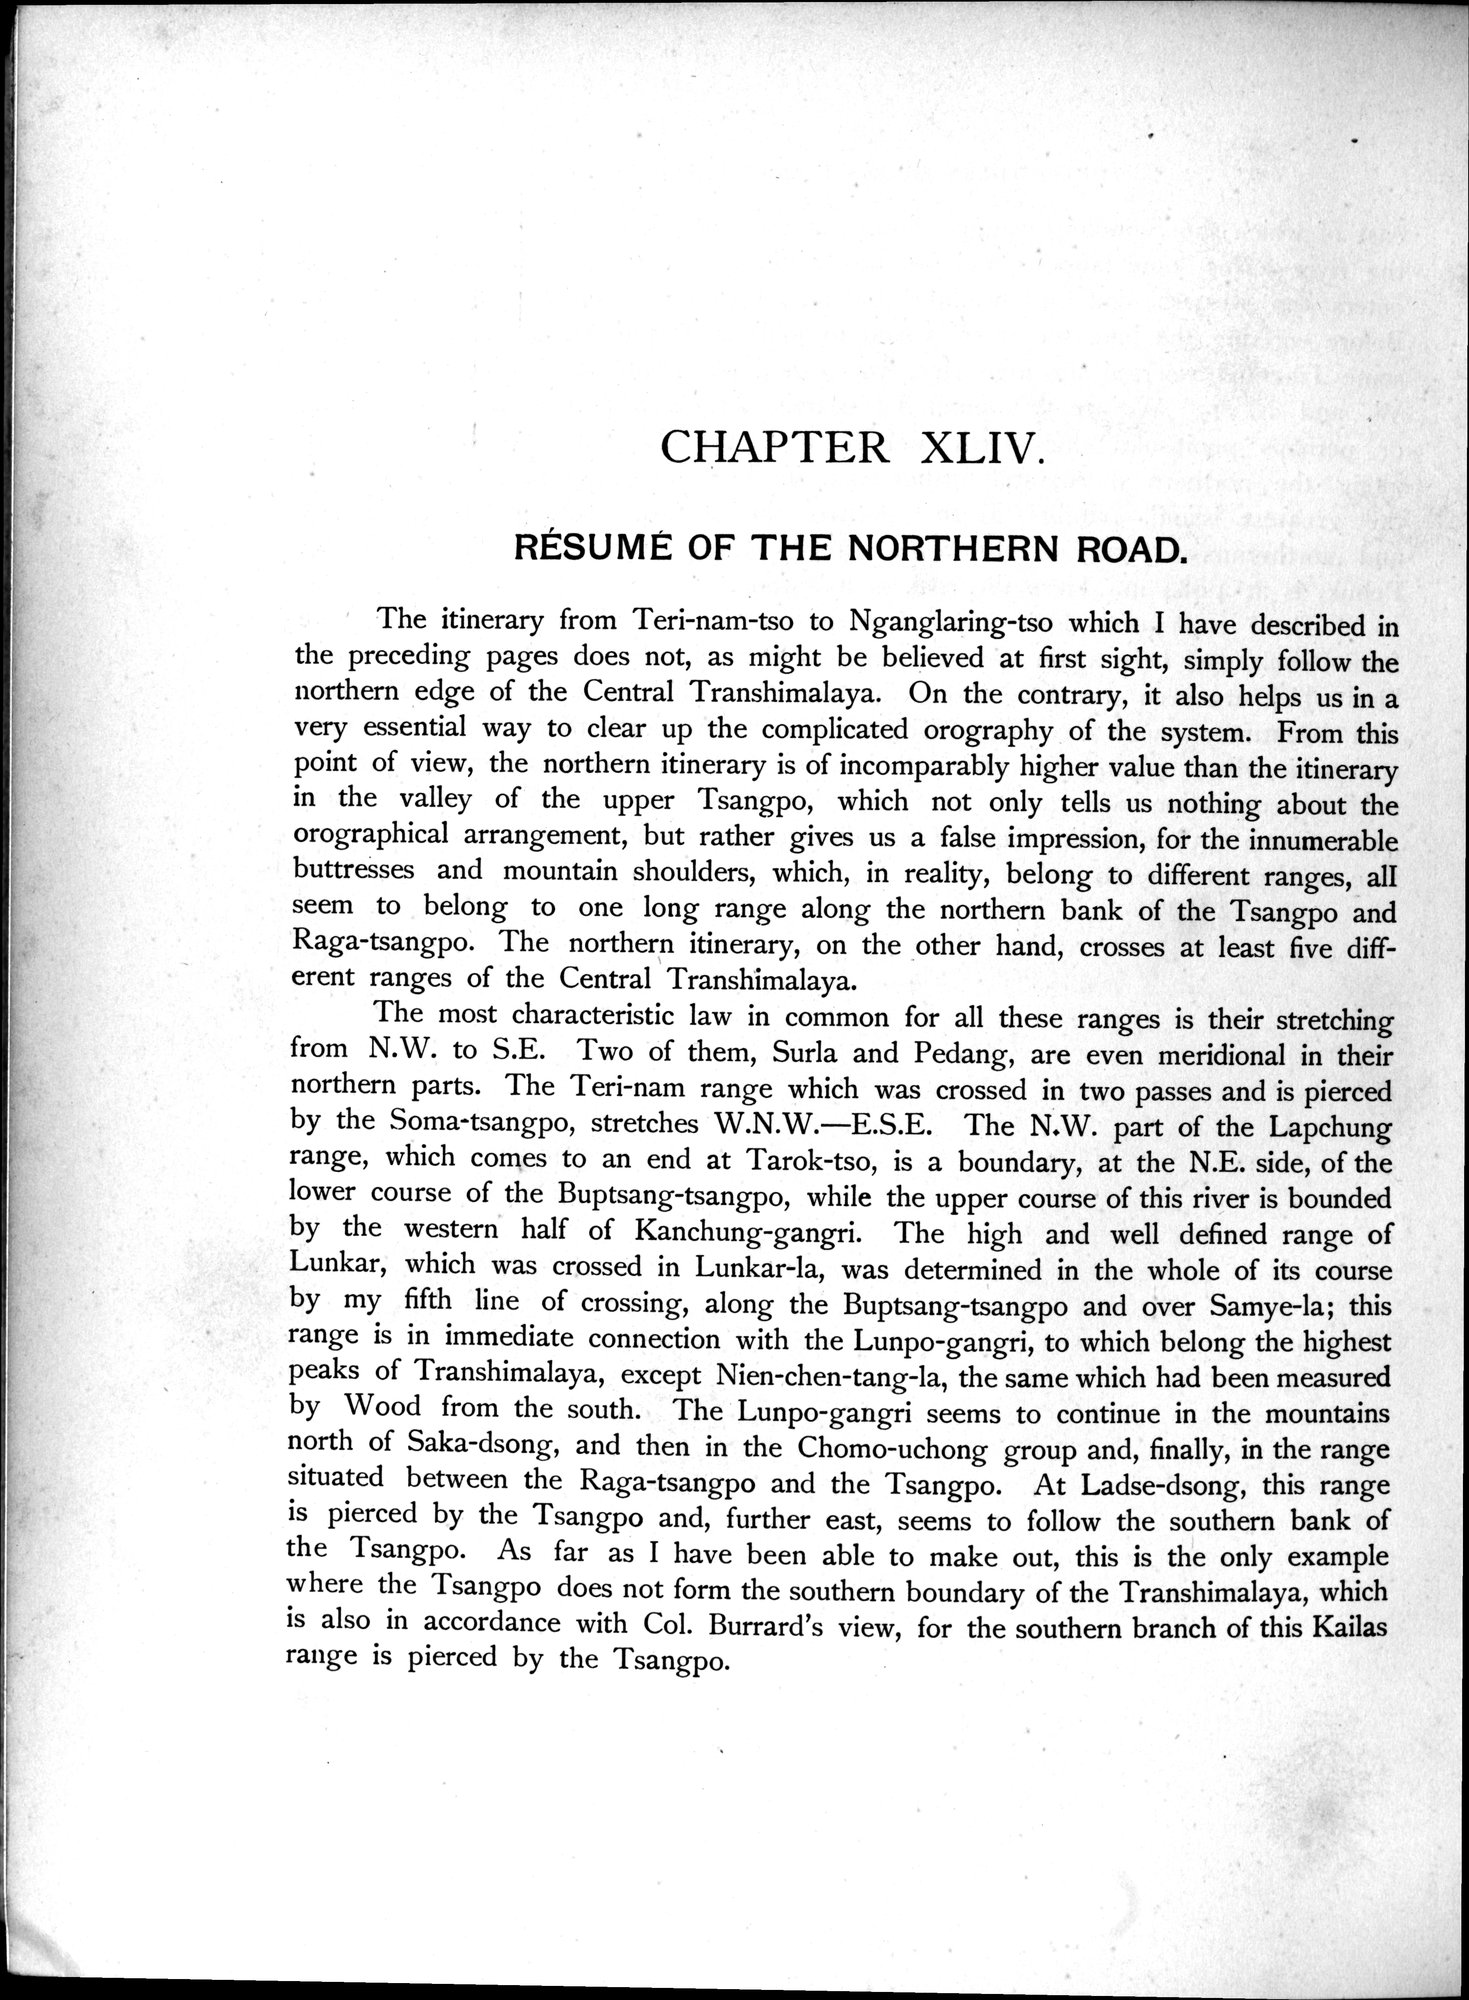 CHAPTER XLIV.
RÉSUMÉ OF THE NORTHERN ROAD.
The itinerary from Teri-nam-tso to Nganglaring-tso which I have described in
the preceding pages does not, as might be believed at first sight, simply follow the
northern edge of the Central Transhimalaya. On the contrary, it also helps us in a
very essential way to clear up the complicated orography of the system. From this
point of view, the northern itinerary is of incomparably higher value than the itinerary
in the valley of the upper Tsangpo, which not only tells us nothing about the
orographical arrangement, but rather gives us a false impression, for the innumerable
buttresses and mountain shoulders, which, in reality, belong to different ranges, all
seem to belong to one long range along the northern bank of the Tsangpo and
Raga-tsangpo. The northern itinerary, on the other hand, crosses at least five diff-
erent ranges of the Central Transhimalaya.
The most characteristic law in common for all these ranges is their stretching
from N.W. to S.E. Two of them, Surla and Pedang, are even meridional in their
northern parts. The Teri-nam range which was crossed in two passes and is pierced
by the Soma-tsangpo, stretches W.N.W.—E.S.E. The N.W. part of the Lapchung
range, which comes to an end at Tarok-tso, is a boundary, at the N.E. side, of the
lower course of the Buptsang-tsangpo, while the upper course of this river is bounded
by the western half of Kanchung-gangri. The high and well defined range of
Lunkar, which was crossed in Lunkar-la, was determined in the whole of its course
by my fifth line of crossing, along the Buptsang-tsangpo and over Samye-la; this
range is in immediate connection with the Lunpo-gangri, to which belong the highest
peaks of Transhimalaya, except Nien-chen-tang-la, the same which had been measured
by Wood from the south. The Lunpo-gangri seems to continue in the mountains
north of Saka-dsong, and then in the Chomo-uchong group and, finally, in the range
situated between the Raga-tsangpo and the Tsangpo. At Ladse-dsong, this range
is pierced by the Tsangpo and, further east, seems to follow the southern bank of
the Tsangpo. As far as I have been able to make out, this is the only example
where the Tsangpo does not form the southern boundary of the Transhimalaya, which
is also in accordance with Col. Burrard's view, for the southern branch of this Kailas
range is pierced by the Tsangpo.